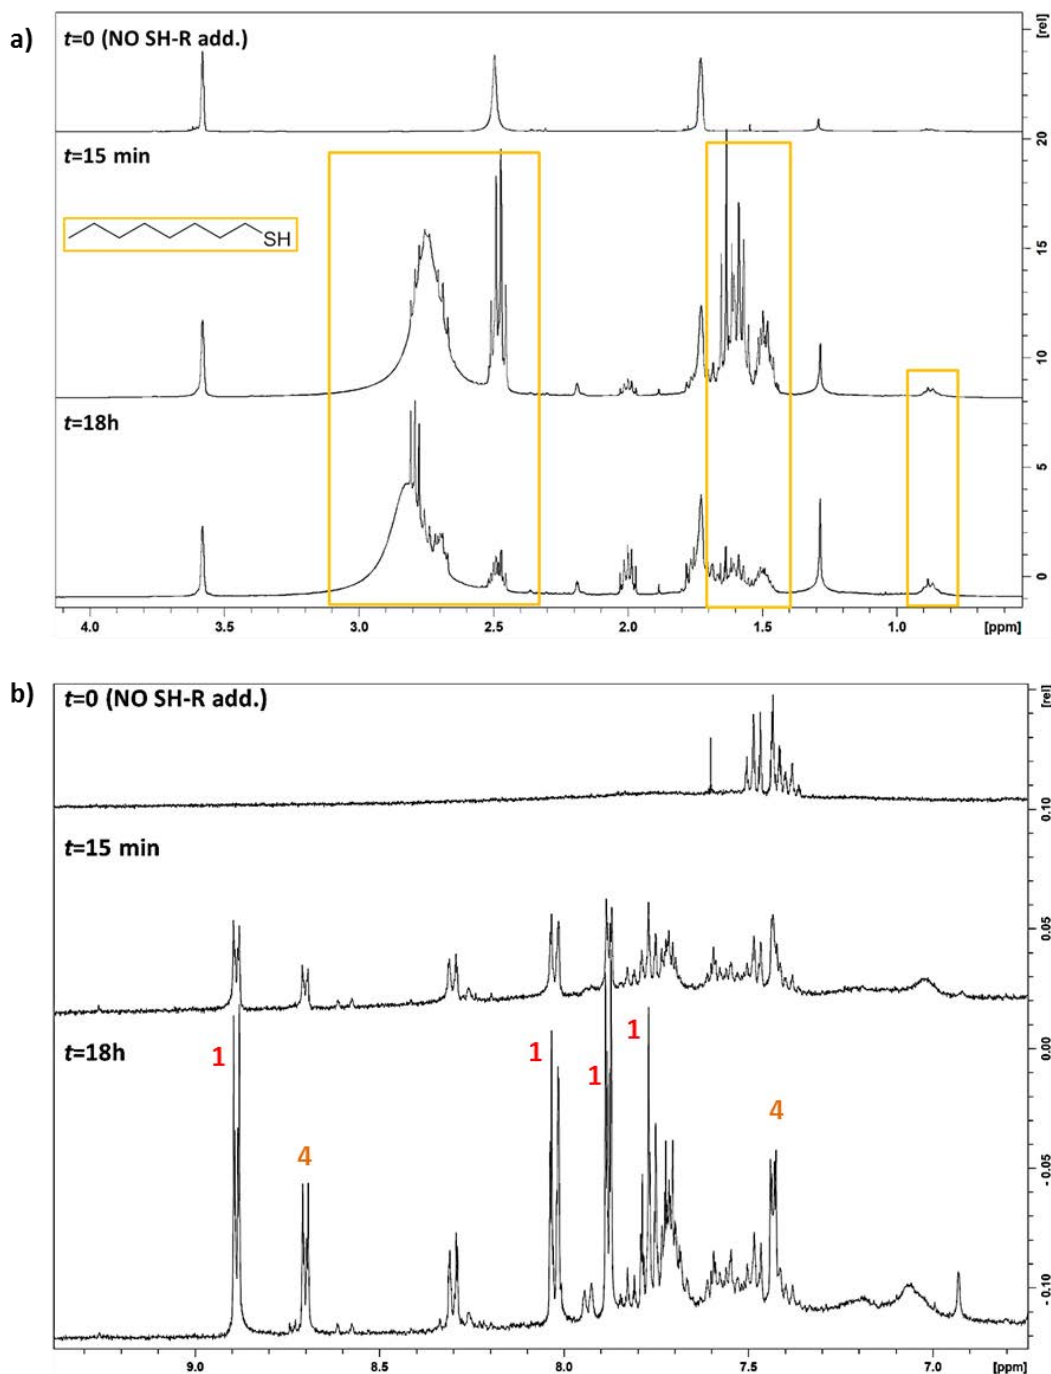 a)
t=0 (NO SH-R add.)
[rel]
20
t=15 min
SH
15
10
t=18h
5
0
4.0 3.5 3.0 2.5 2.0 1.5 1.0 [ppm]
b)
t=0 (NO SH-R add.)
[rel]
0.10
t=15 min
0.05
t=18h
0.00
1 1 1 1
4 4
- 0.05
- 0.10
9.0 8.5 8.0 7.5 7.0 [ppm]